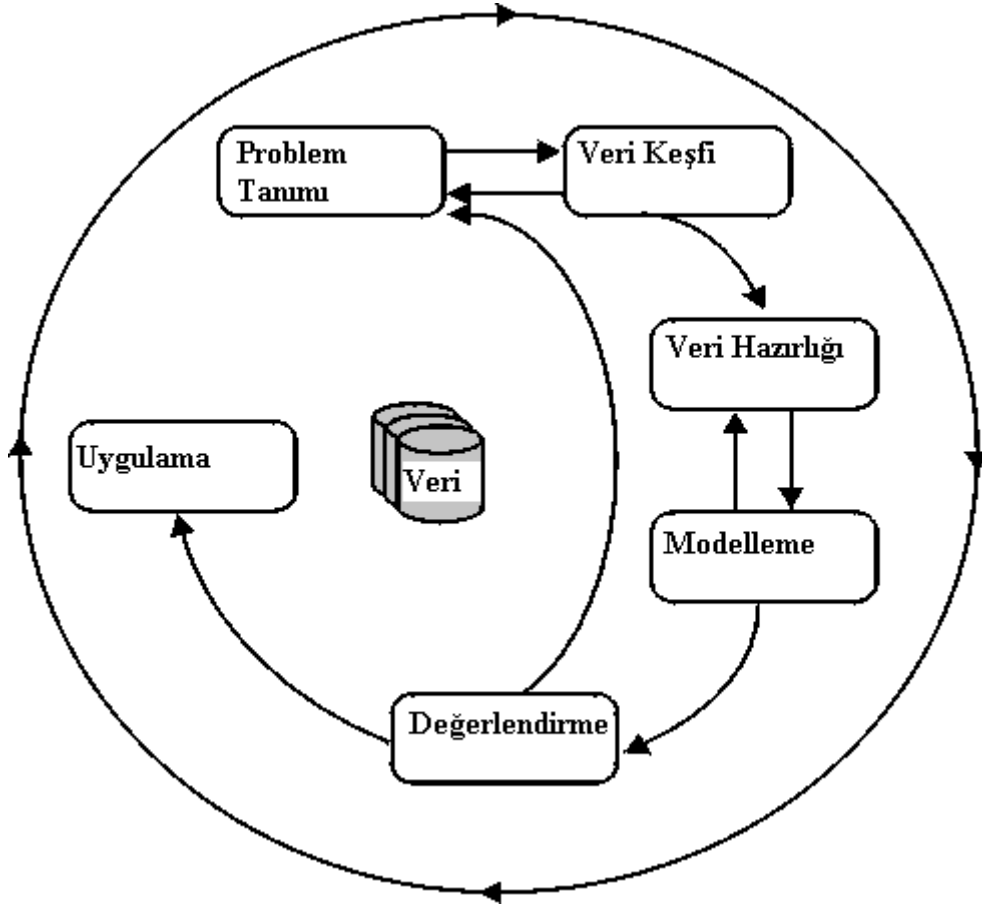 Problem
Tanımı
Veri Keşfi
Veri Hazırlığı
Uygulama
Veri
Modelleme
Değerlendirme